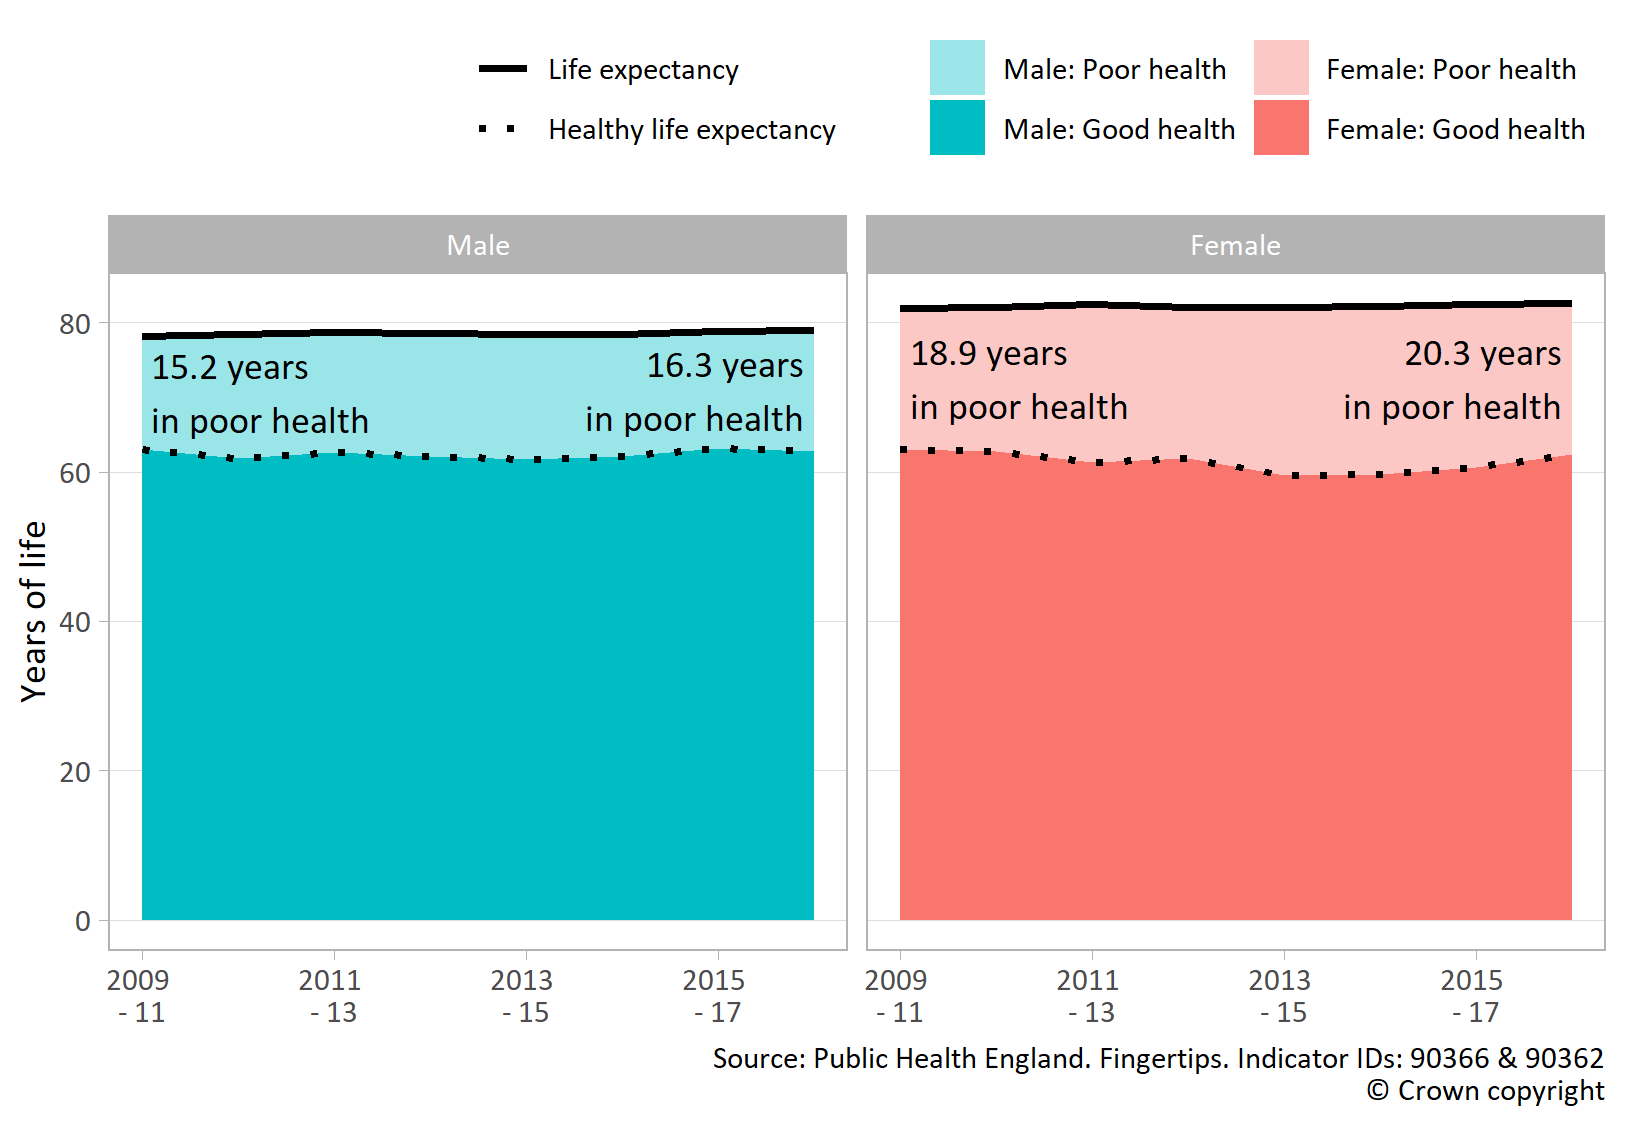 Life expectancy
Healthy life expectancy
Male: Poor health
Male: Good health
Female: Poor health
Female: Good health
Male
Female
Years of life
80
60
40
20
0
15.2 years
in poor health
16.3 years
in poor health
18.9 years
in poor health
20.3 years
in poor health
2009
- 11
2011
- 13
2013
- 15
2015
- 17
2009
- 11
2011
- 13
2013
- 15
2015
- 17
Source: Public Health England. Fingertips. Indicator IDs: 90366 & 90362
© Crown copyright